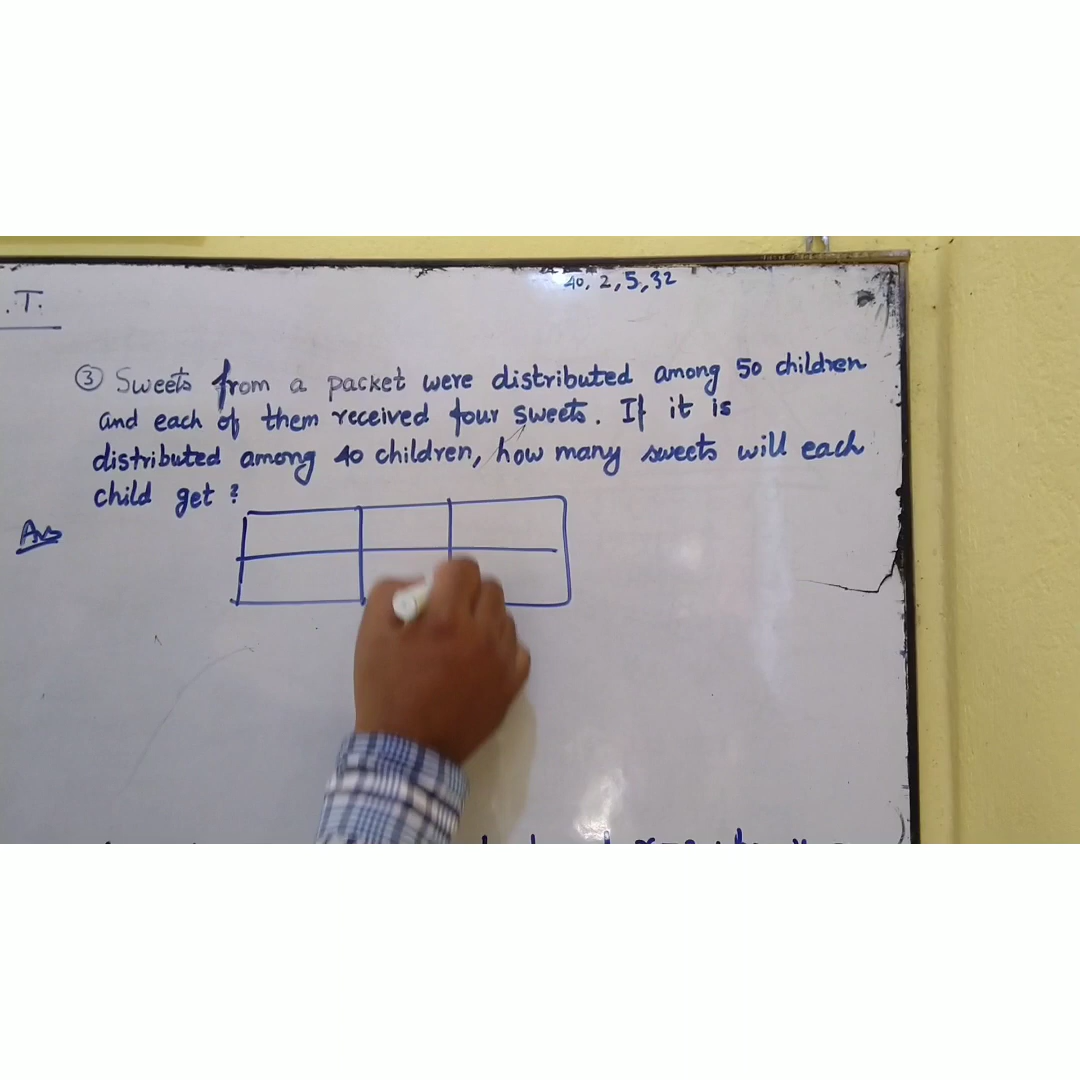 40, 2, 5, 32
. T.
③ Sweets from a packet were distributed among 50 children
and each of them received four sweets. If it is
distributed among 40 children, how many sweets will each
child get ?
Ans